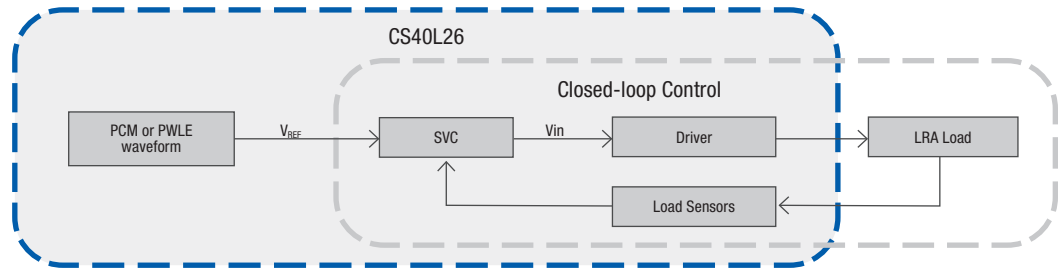 CS40L26
Closed-loop Control
PCM or PWLE
waveform
VREF
SVC
Vin
Driver
LRA Load
Load Sensors